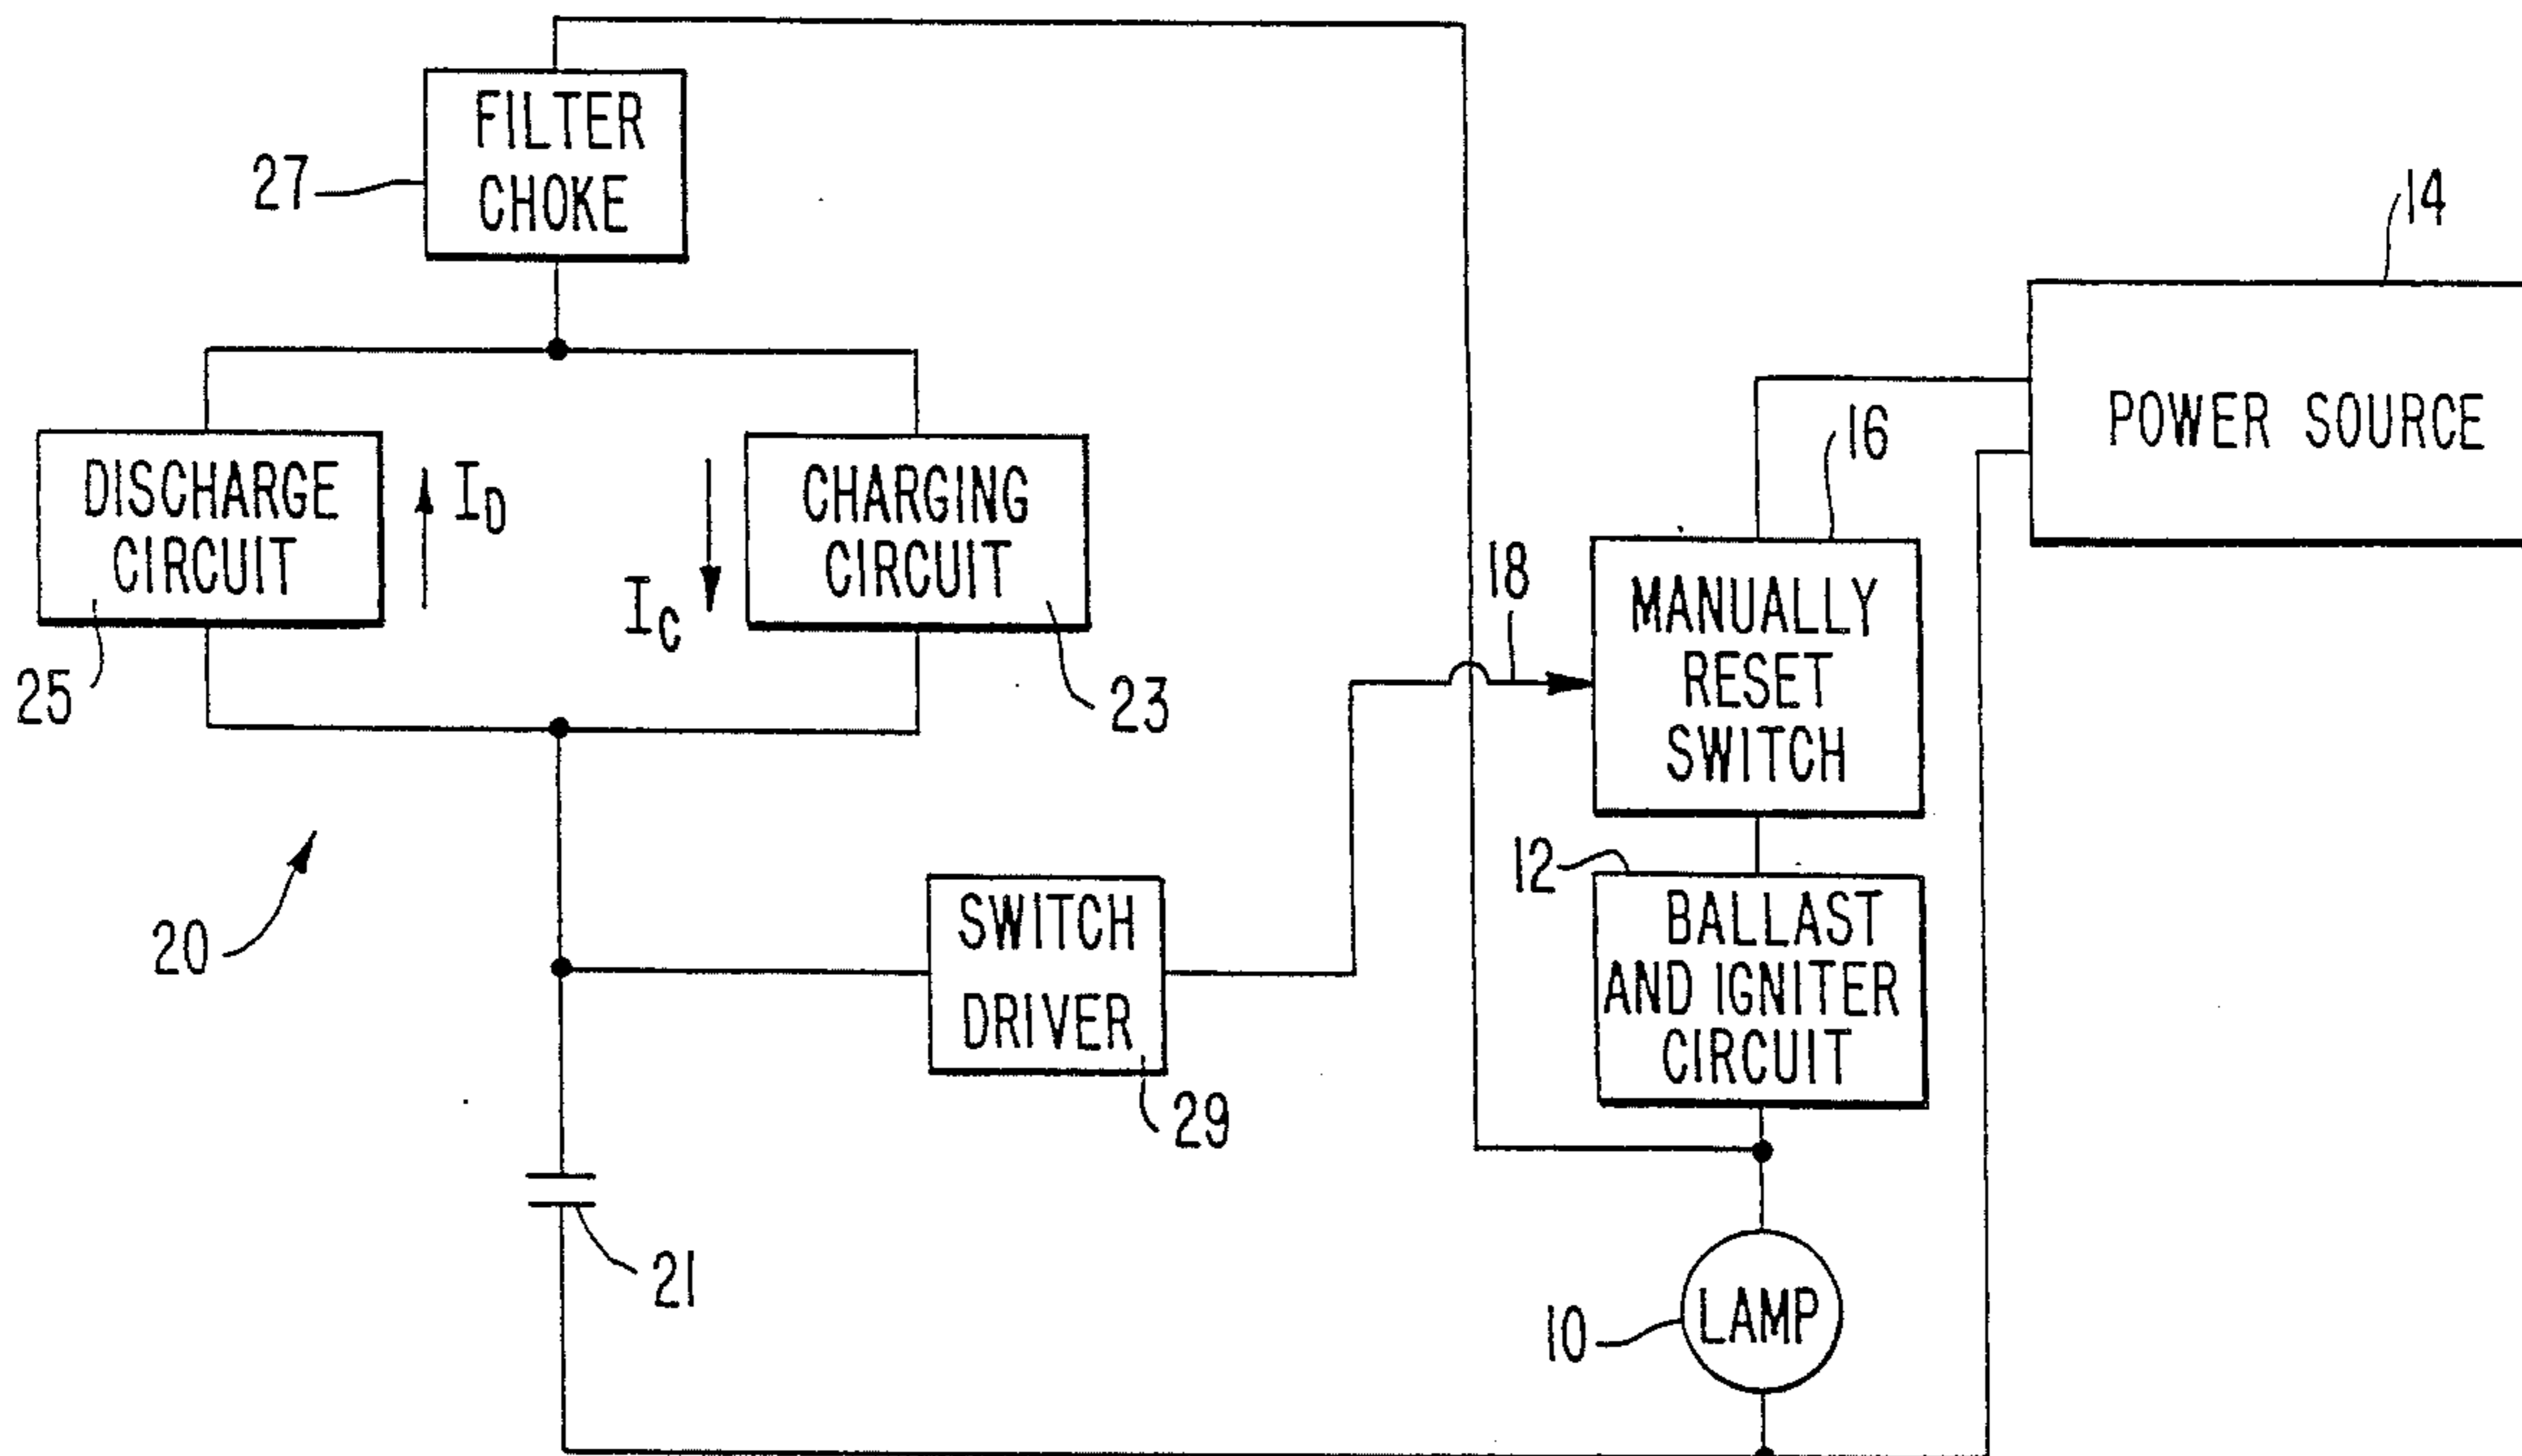 FILTER
CHOKE
27
14
POWER SOURCE
16
DISCHARGE
CIRCUIT
I_D
I_C
CHARGING
CIRCUIT
25
23
18
MANUALLY
RESET
SWITCH
20
SWITCH
DRIVER
29
12
BALLAST
AND IGNITER
CIRCUIT
21
10
LAMP